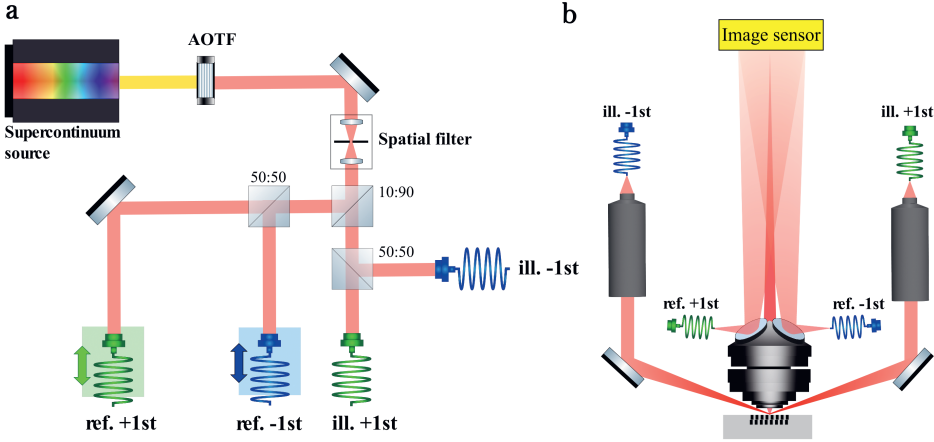 a
AOTF
Supercontinuum
source
Spatial filter
50:50
10:90
50:50
ill. -1st
ref. +1st
ref. -1st
ill. +1st
b
Image sensor
ill. -1st
ill. +1st
ref. +1st
ref. -1st